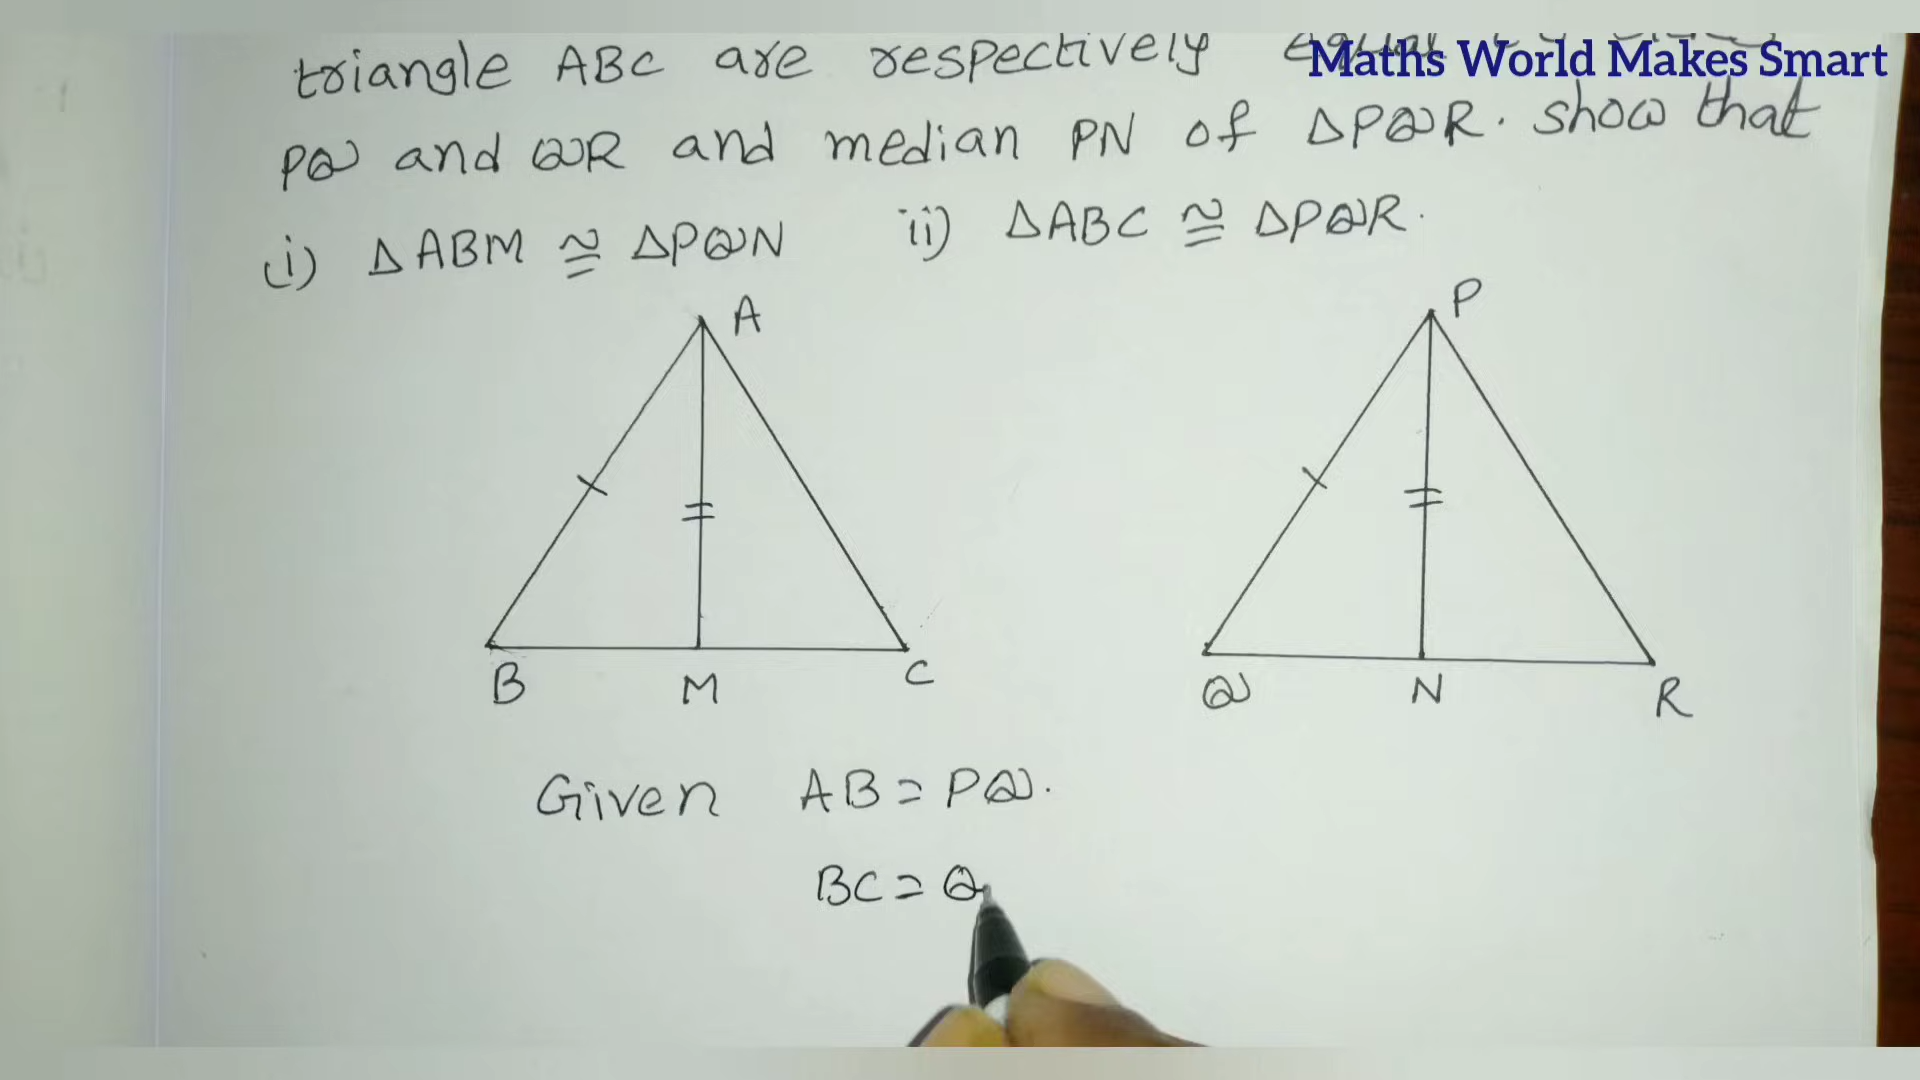 Maths World Makes Smart
triangle ABC are respectively equal
PQ and QR and median PN of ΔPQR. show that
(i) ΔABM ≅ ΔPQN ii) ΔABC ≅ ΔPQR.
A
P
B M C
Q N R
Given AB = PQ.
BC = Q